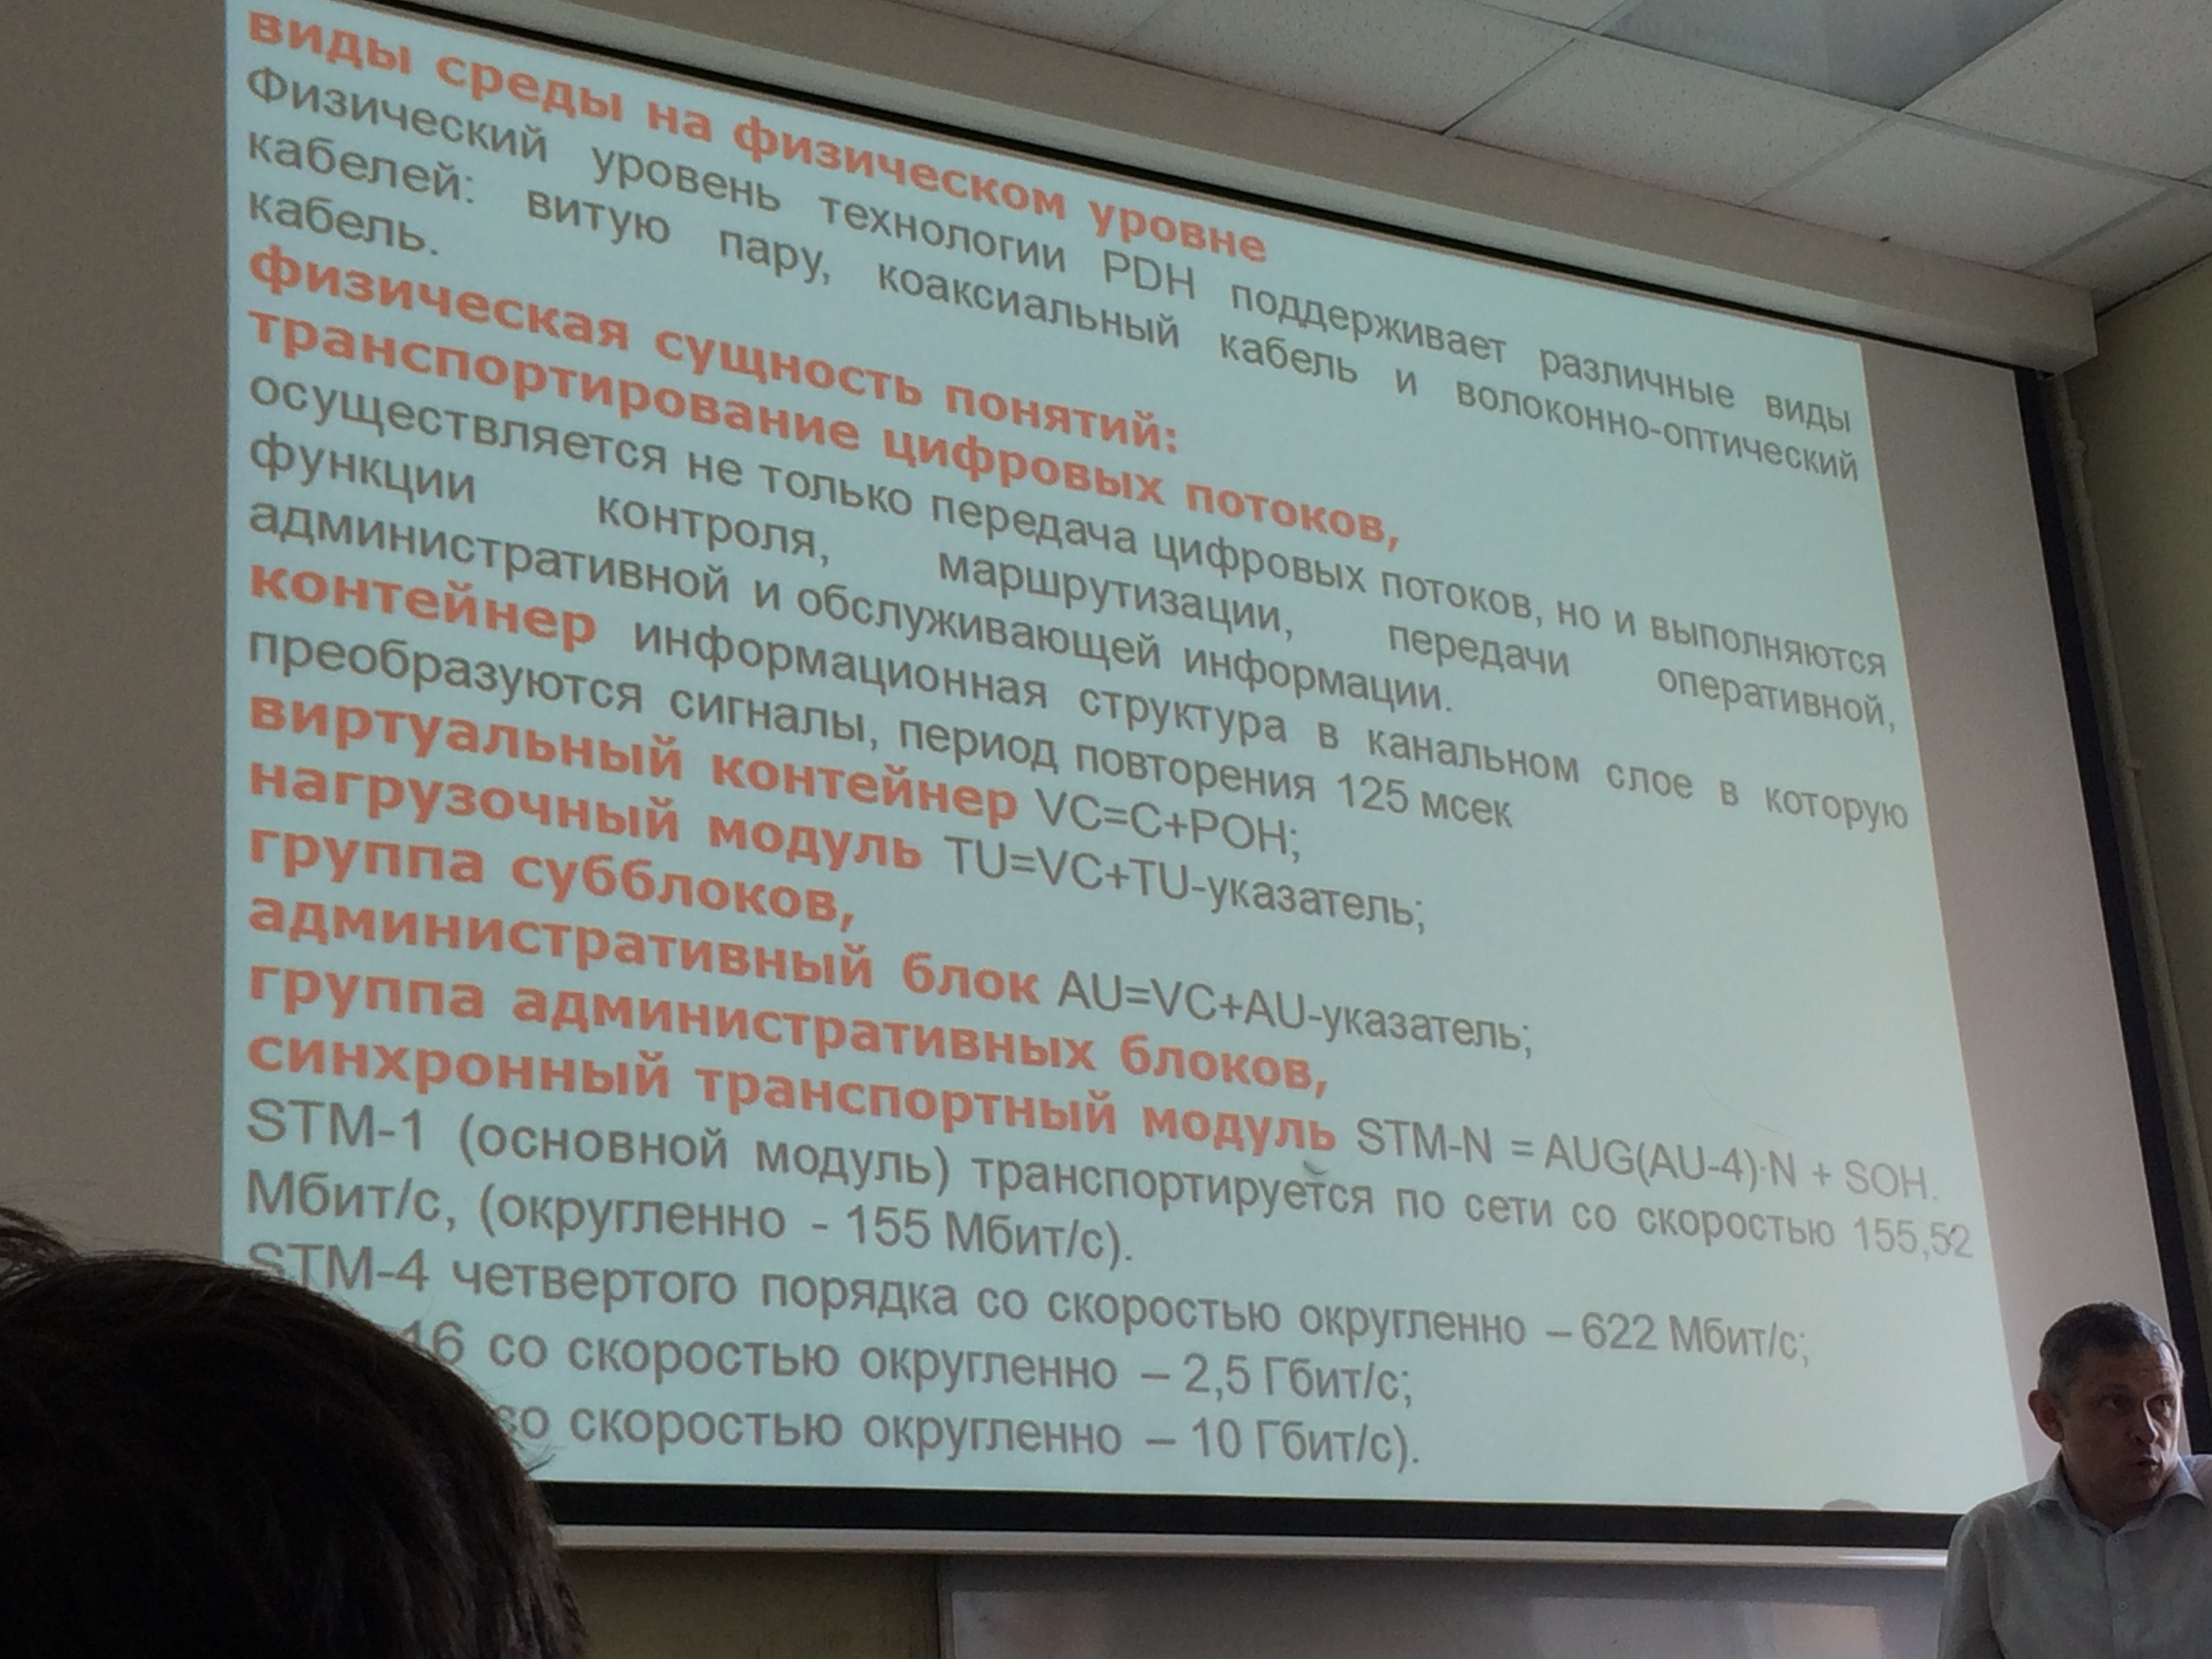 виды среды на физическом уровне
Физический уровень технологии PDH поддерживает различные виды
кабелей: витую пару, коаксиальный кабель и волоконно-оптический
кабель.
физическая сущность понятий:
транспортирование цифровых потоков,
осуществляется не только передача цифровых потоков, но и выполняются
функции контроля, маршрутизации, передачи оперативной,
административной и обслуживающей информации.
контейнер информационная структура в канальном слое в которую
преобразуются сигналы, период повторения 125 мсек
виртуальный контейнер VC=C+POH;
нагрузочный модуль TU=VC+TU-указатель;
группа субблоков,
административный блок AU=VC+AU-указатель;
группа административных блоков,
синхронный транспортный модуль STM-N = AUG(AU-4)·N + SOH.
STM-1 (основной модуль) транспортируется по сети со скоростью 155,52
Мбит/с, (округленно - 155 Мбит/с).
STM-4 четвертого порядка со скоростью округленно – 622 Мбит/с;
16 со скоростью округленно – 2,5 Гбит/с;
со скоростью округленно – 10 Гбит/с).